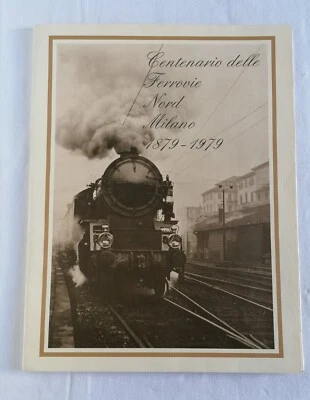 Centenario delle
Ferrovie
Nord
Milano
1879-1979